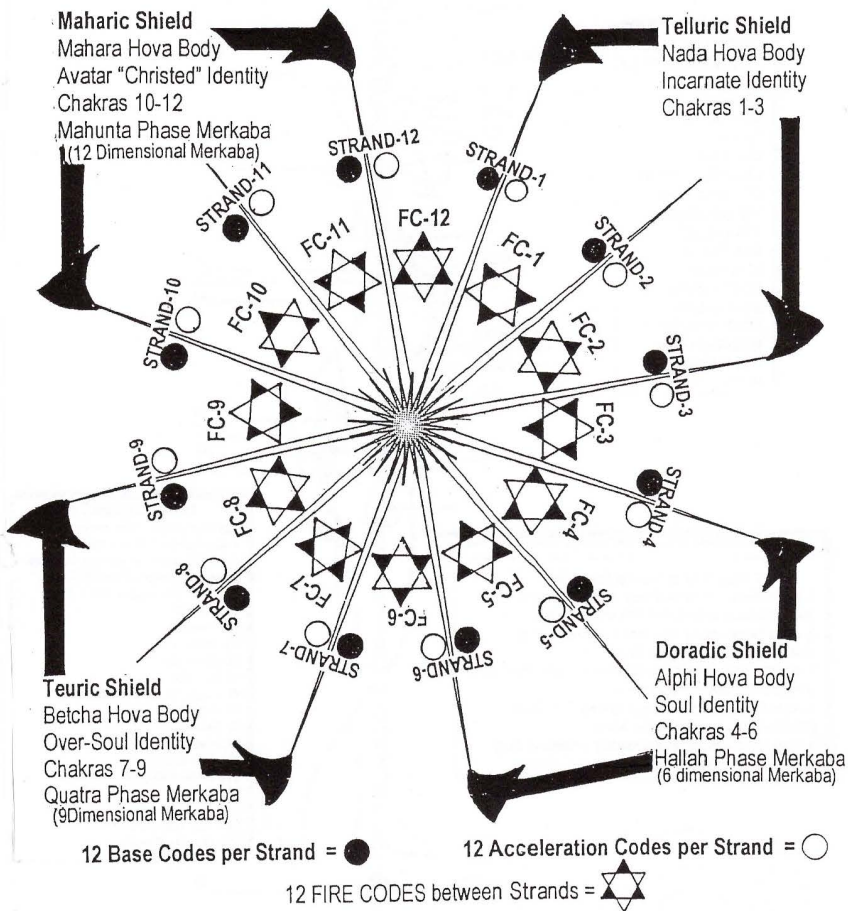 Maharic Shield
Mahara Hova Body
Avatar "Christed" Identity
Chakras 10-12
Mahunta Phase Merkaba
(12 Dimensional Merkaba)
Telluric Shield
Nada Hova Body
Incarnate Identity
Chakras 1-3
STRAND-12
STRAND-1
STRAND-11
STRAND-2
FC-12
FC-11
FC-1
STRAND-10
FC-10
FC-2
STRAND-3
FC-9
FC-3
STRAND-9
FC-8
FC-4
STRAND-4
STRAND-8
FC-7
FC-6
FC-5
STRAND-5
STRAND-7
STRAND-6
Doradic Shield
Alphi Hova Body
Soul Identity
Chakras 4-6
Hallah Phase Merkaba
(6 dimensional Merkaba)
Teuric Shield
Betcha Hova Body
Over-Soul Identity
Chakras 7-9
Quatra Phase Merkaba
(9Dimensional Merkaba)
12 Base Codes per Strand =
12 Acceleration Codes per Strand =
12 FIRE CODES between Strands =